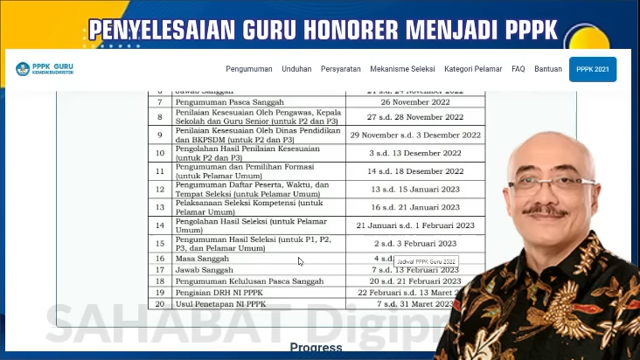 PENYELESAIAN GURU HONORER MENJADI PPPK
PPPK GURU
KEMDIKBUDRISTEK
Pengumuman Unduhan Persyaratan Mekanisme Seleksi Kategori Pelamar FAQ Bantuan PPPK 2021
7 Pengumuman Pasca Sanggah 26 November 2022
8 Penilaian Kesesuaian Oleh Pengawas, Kepala
Sekolah dan Guru Senior (untuk P2 dan P3) 27 s.d. 28 November 2022
9 Penilaian Kesesuaian Oleh Dinas Pendidikan
dan BKPSDM (untuk P2 dan P3) 29 November s.d. 3 Desember 2022
10 Pengolahan Hasil Penilaian Kesesuaian
(untuk P2 dan P3) 3 s.d. 13 Desember 2022
11 Pengumuman dan Pemilihan Formasi
(untuk Pelamar Umum) 14 s.d. 18 Desember 2022
12 Pengumuman Daftar Peserta, Waktu, dan
Tempat Seleksi (untuk Pelamar Umum) 13 s.d. 15 Januari 2023
13 Pelaksanaan Seleksi Kompetensi (untuk
Pelamar Umum) 16 s.d. 21 Januari 2023
14 Pengolahan Hasil Seleksi (untuk Pelamar
Umum) 21 Januari s.d. 1 Februari 2023
15 Pengumuman Hasil Seleksi (untuk P1, P2,
P3, dan Pelamar Umum) 2 s.d. 3 Februari 2023
16 Masa Sanggah 4 s.d.
Jadwal PPPK Guru 2022
17 Jawab Sanggah 7 s.d. 13 Februari 2023
18 Pengumuman Kelulusan Pasca Sanggah 20 s.d. 21 Februari 2023
19 Pengisian DRH NI PPPK 22 Februari s.d. 13 Maret
20 Usul Penetapan NI PPPK 7 s.d. 31 Maret
SAHABAT Digipr
Progress